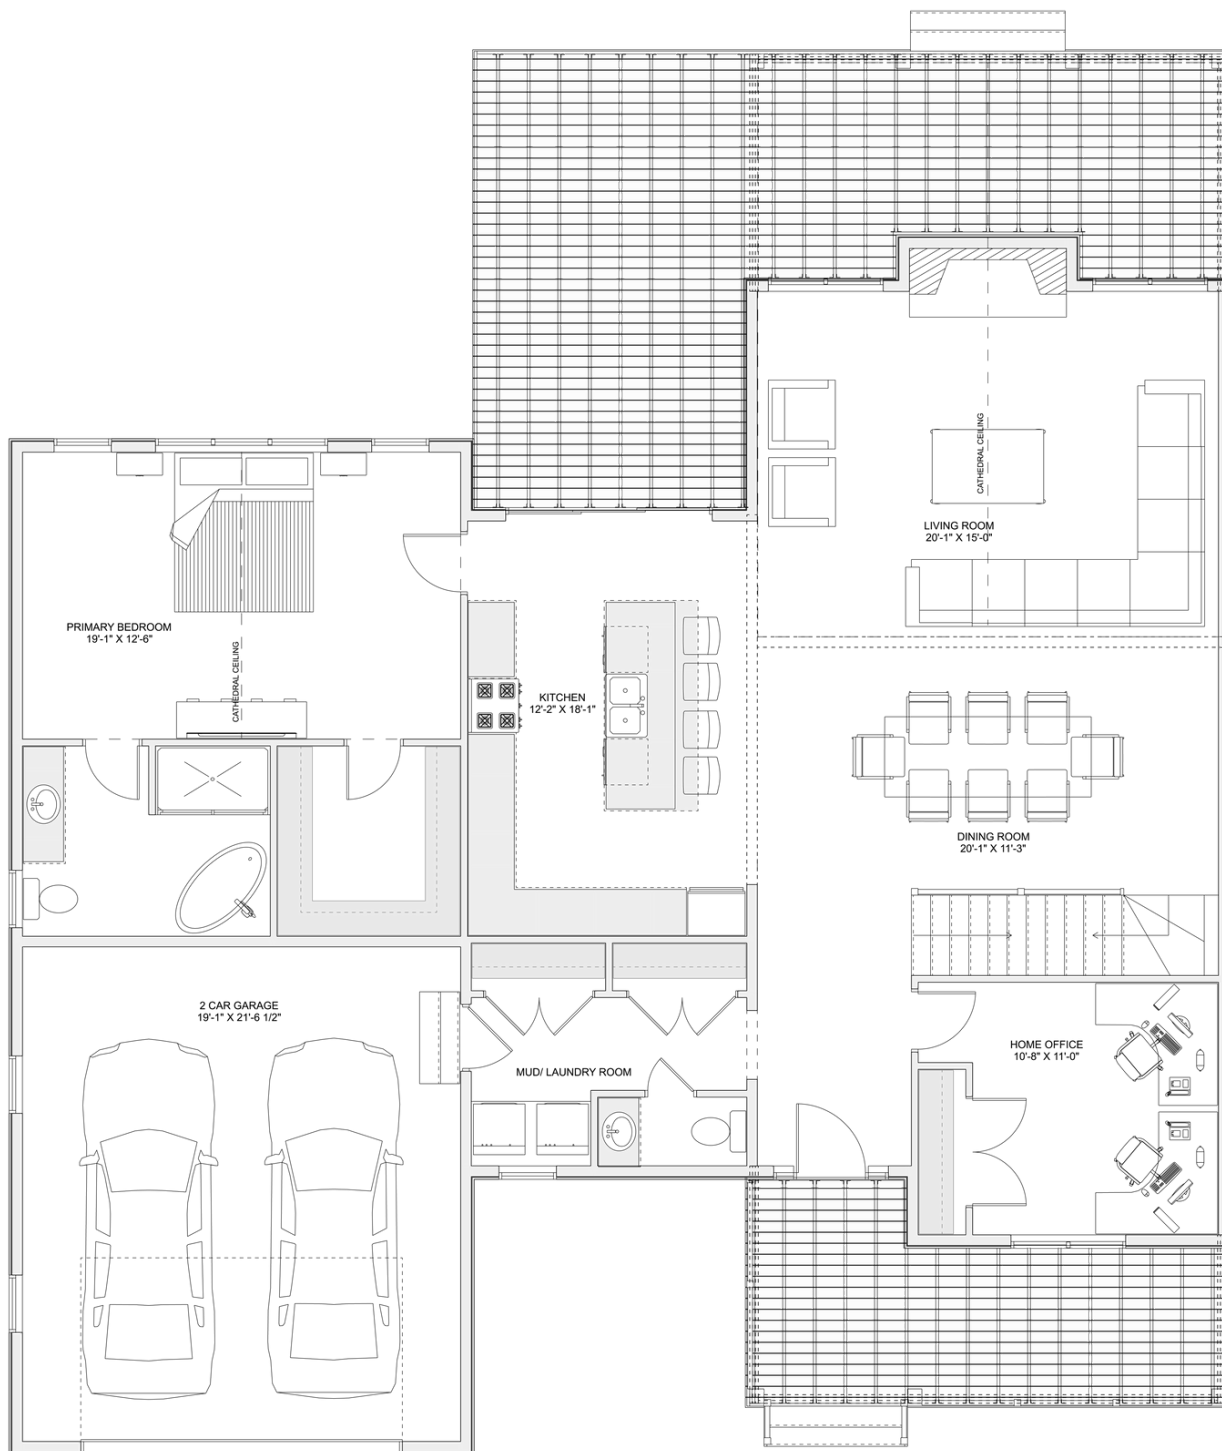 CATHEDRAL CEILING
LIVING ROOM
20'-1" X 15'-0"
PRIMARY BEDROOM
19'-1" X 12'-6"
CATHEDRAL CEILING
KITCHEN
12'-2" X 18'-1"
DINING ROOM
20'-1" X 11'-3"
2 CAR GARAGE
19'-1" X 21'-6 1/2"
HOME OFFICE
10'-8" X 11'-0"
MUD/ LAUNDRY ROOM